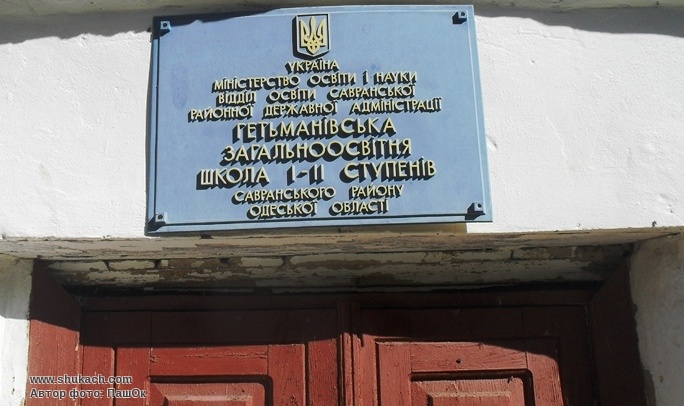 УКРАЇНА
МІНІСТЕРСТВО ОСВІТИ І НАУКИ
ВІДДІЛ ОСВІТИ САВРАНСЬКОЇ
РАЙОННОЇ ДЕРЖАВНОЇ АДМІНІСТРАЦІЇ
ГЕТЬМАНІВСЬКА
ЗАГАЛЬНООСВІТНЯ
ШКОЛА І-ІІ СТУПЕНІВ
САВРАНСЬКОГО РАЙОНУ
ОДЕСЬКОЇ ОБЛАСТІ
www.shukach.com
Автор фото: ПашОк